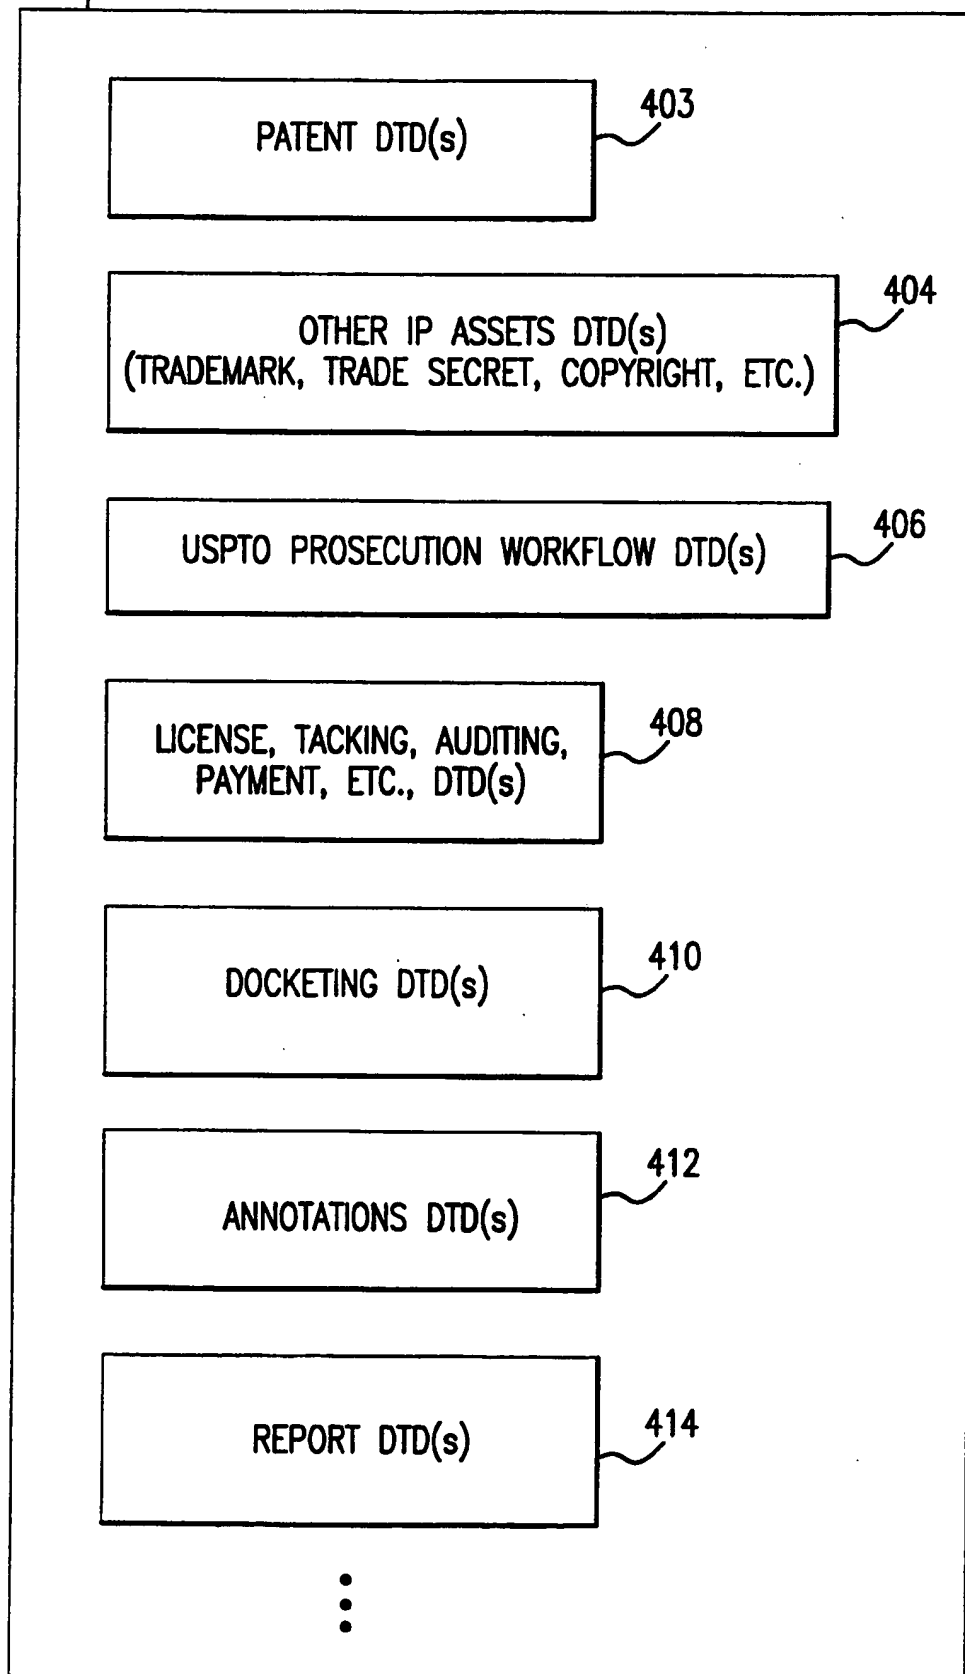 PATENT DTD(s)
403
OTHER IP ASSETS DTD(s)
(TRADEMARK, TRADE SECRET, COPYRIGHT, ETC.)
404
USPTO PROSECUTION WORKFLOW DTD(s)
406
LICENSE, TACKING, AUDITING,
PAYMENT, ETC., DTD(s)
408
DOCKETING DTD(s)
410
ANNOTATIONS DTD(s)
412
REPORT DTD(s)
414